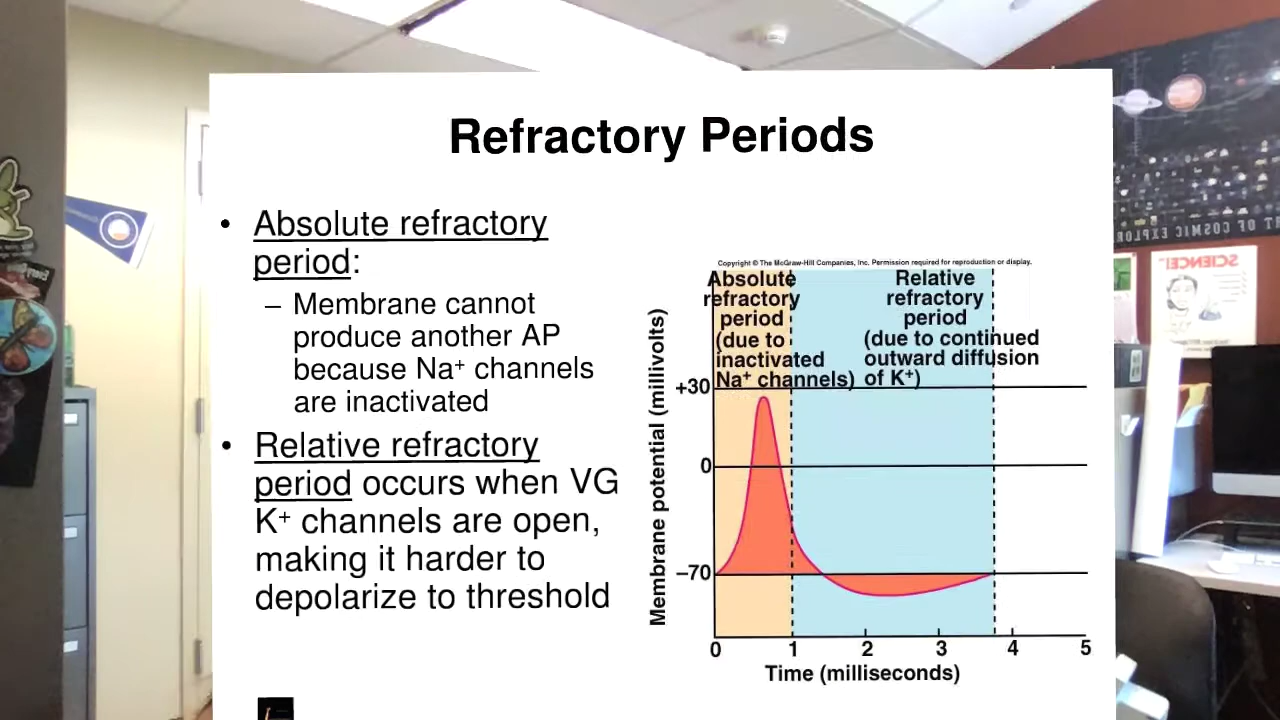 Refractory Periods
• Absolute refractory
period:
– Membrane cannot
produce another AP
because Na⁺ channels
are inactivated
• Relative refractory
period occurs when VG
K⁺ channels are open,
making it harder to
depolarize to threshold
Copyright © The McGraw-Hill Companies, Inc. Permission required for reproduction or display.
Absolute
refractory
period
(due to
inactivated
Na⁺ channels)
Relative
refractory
period
(due to continued
outward diffusion
of K⁺)
Membrane potential (millivolts)
+30
0
–70
0 1 2 3 4 5
Time (milliseconds)
SCIENCE!